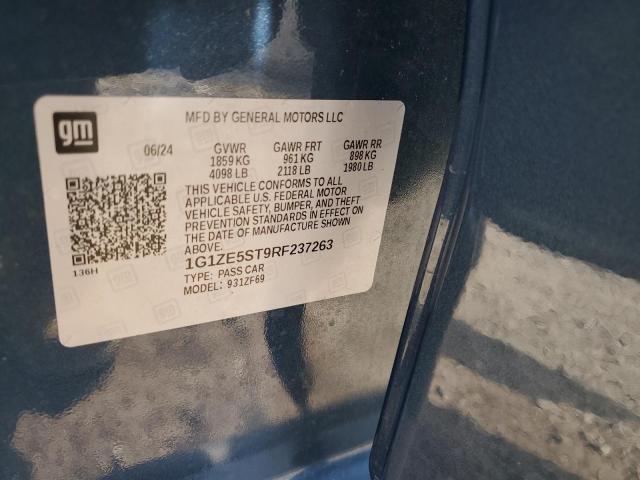 gm
MFD BY GENERAL MOTORS LLC
06/24 GVWR GAWR FRT GAWR RR
1859 KG 961 KG 898 KG
4098 LB 2118 LB 1980 LB
THIS VEHICLE CONFORMS TO ALL
APPLICABLE U.S. FEDERAL MOTOR
VEHICLE SAFETY, BUMPER, AND THEFT
PREVENTION STANDARDS IN EFFECT ON
THE DATE OF MANUFACTURE SHOWN
ABOVE.
136H
1G1ZE5ST9RF237263
TYPE: PASS CAR
MODEL: 931ZF69